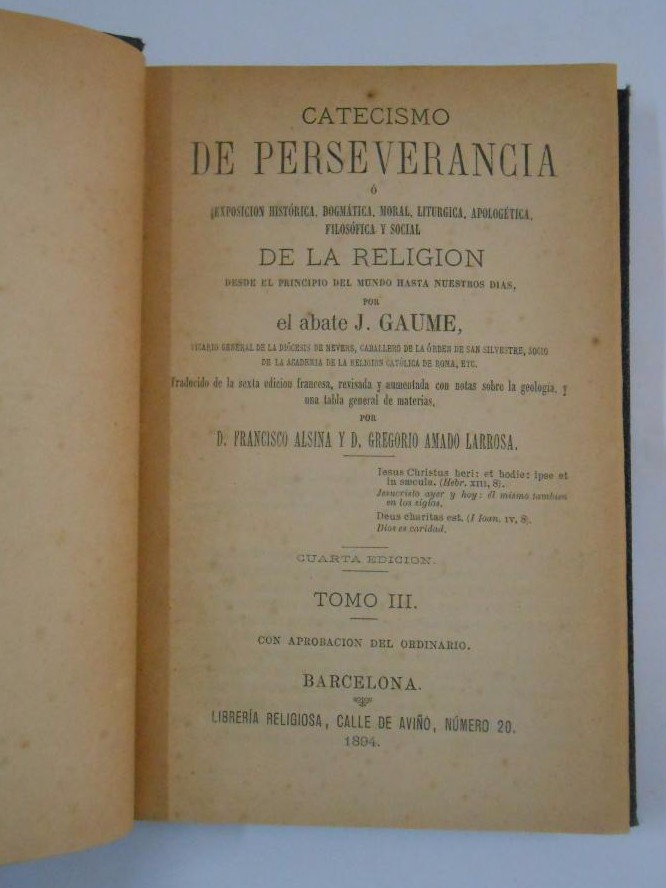 CATECISMO
DE PERSEVERANCIA
Ó
EXPOSICION HISTÓRICA, DOGMÁTICA, MORAL, LITURGICA, APOLOGÉTICA,
FILOSÓFICA Y SOCIAL
DE LA RELIGION
DESDE EL PRINCIPIO DEL MUNDO HASTA NUESTROS DIAS,
POR
el abate J. GAUME,
VICARIO GENERAL DE LA DIÓCESIS DE NEVERS, CABALLERO DE LA ÓRDEN DE SAN SILVESTRE, SOCIO
DE LA ACADEMIA DE LA RELIGION CATÓLICA DE ROMA, ETC.
Traducido de la sexta edicion francesa, revisada y aumentada con notas sobre la geología, y
una tabla general de materias,
POR
D. FRANCISCO ALSINA Y D. GREGORIO AMADO LARROSA.
Iesus Christus heri: et hodie: ipse et
in sæcula. (Hebr. XIII, 8).
Jesucristo ayer y hoy: él mismo tambien
en los siglos.
Deus charitas est. (I Ioan. IV, 8).
Dios es caridad.
CUARTA EDICION.
TOMO III.
CON APROBACION DEL ORDINARIO.
BARCELONA.
LIBRERÍA RELIGIOSA, CALLE DE AVIÑÓ, NÚMERO 20.
1894.